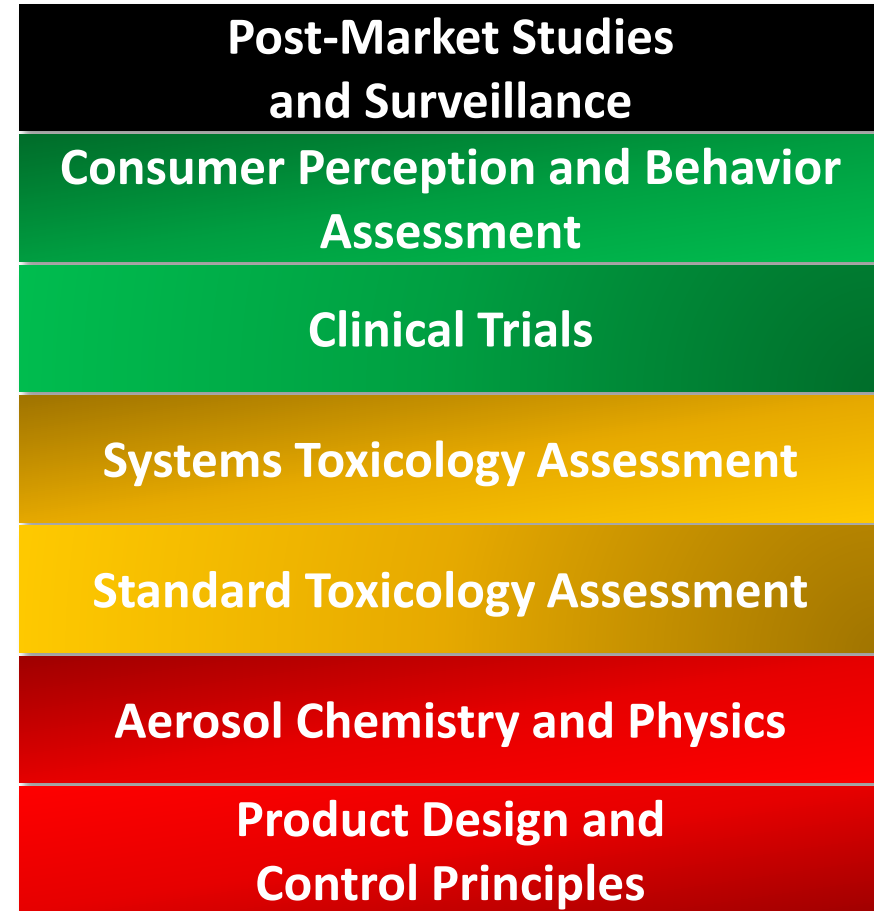 Post-Market Studies
and Surveillance
Consumer Perception and Behavior
Assessment
Clinical Trials
Systems Toxicology Assessment
Standard Toxicology Assessment
Aerosol Chemistry and Physics
Product Design and
Control Principles